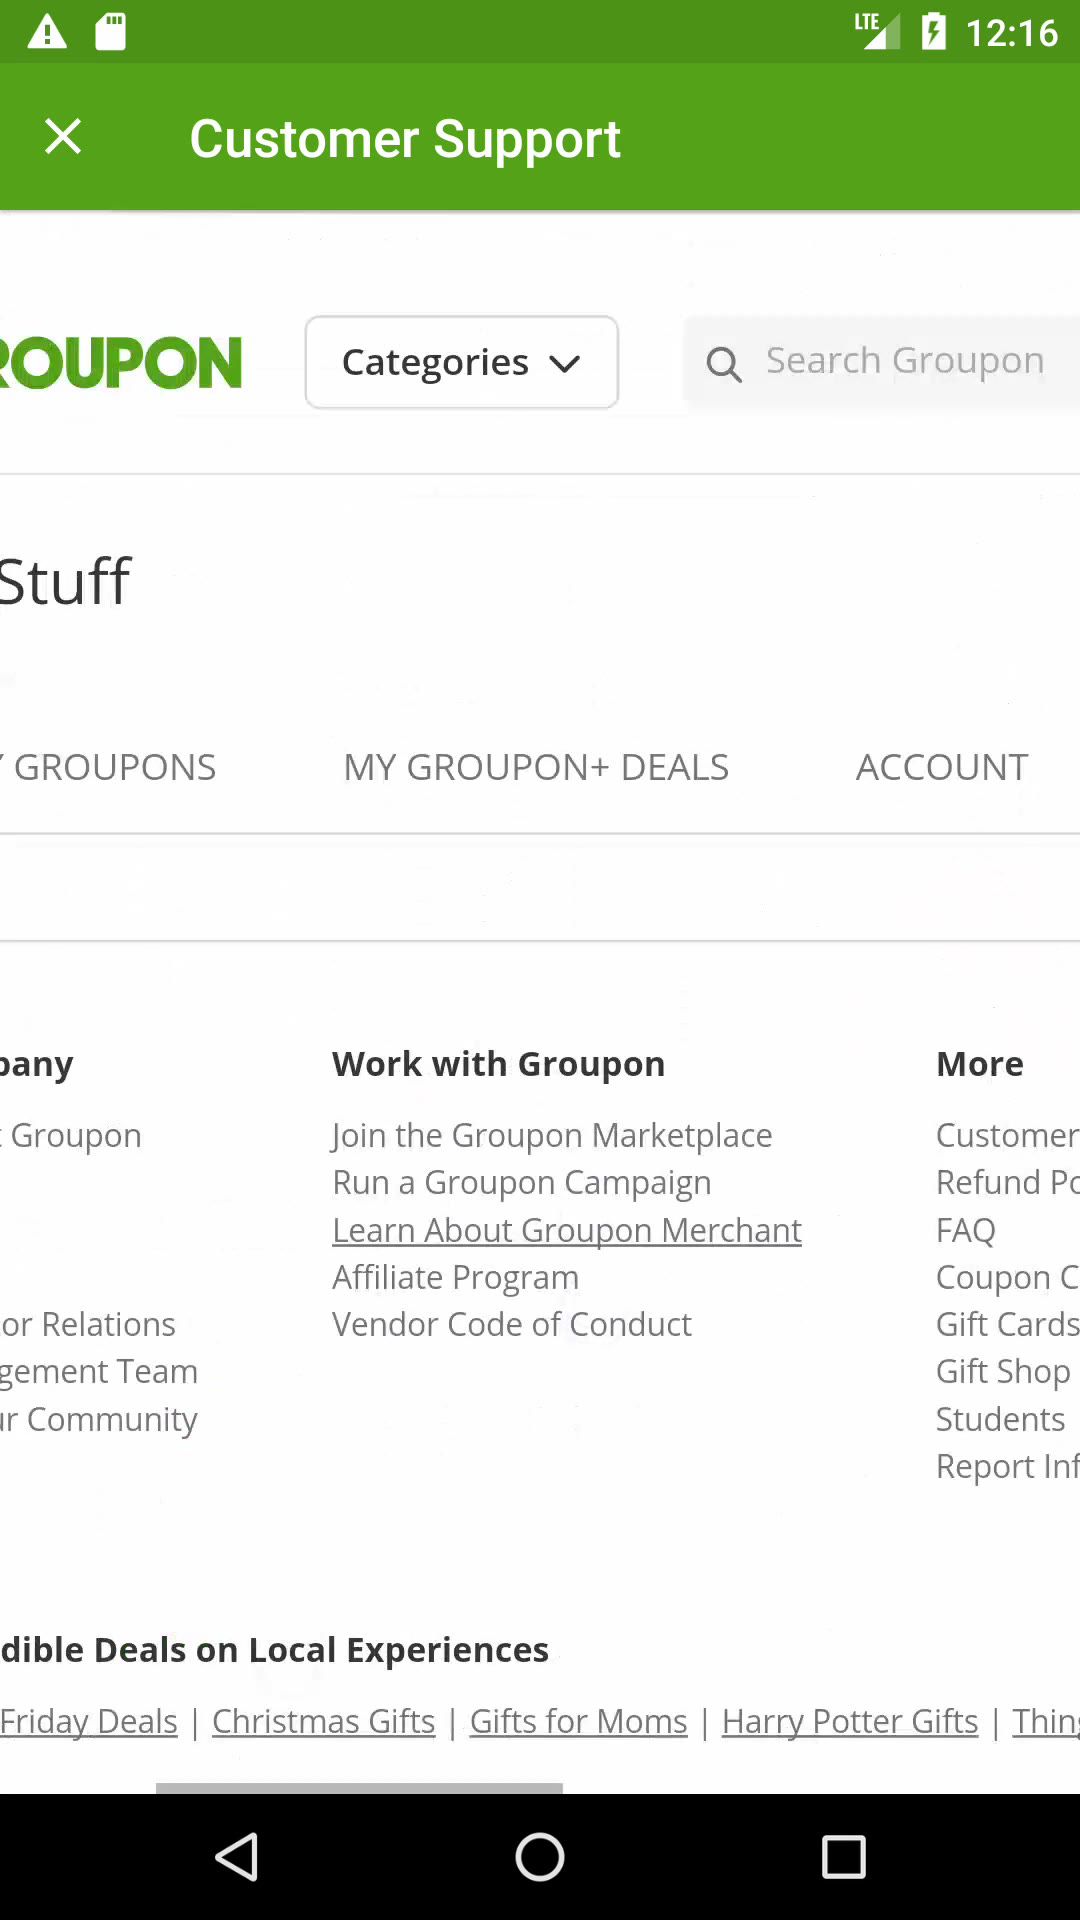 LTE 12:16
Customer Support
ROUPON
Categories
Search Groupon
Stuff
GROUPONS
MY GROUPON+ DEALS
ACCOUNT
pany
Work with Groupon
More
Groupon
Join the Groupon Marketplace
Customer
Run a Groupon Campaign
Refund Po
Learn About Groupon Merchant
FAQ
Affiliate Program
Coupon C
or Relations
Vendor Code of Conduct
Gift Cards
gement Team
Gift Shop
ur Community
Students
Report Inf
dible Deals on Local Experiences
Friday Deals | Christmas Gifts | Gifts for Moms | Harry Potter Gifts | Thing